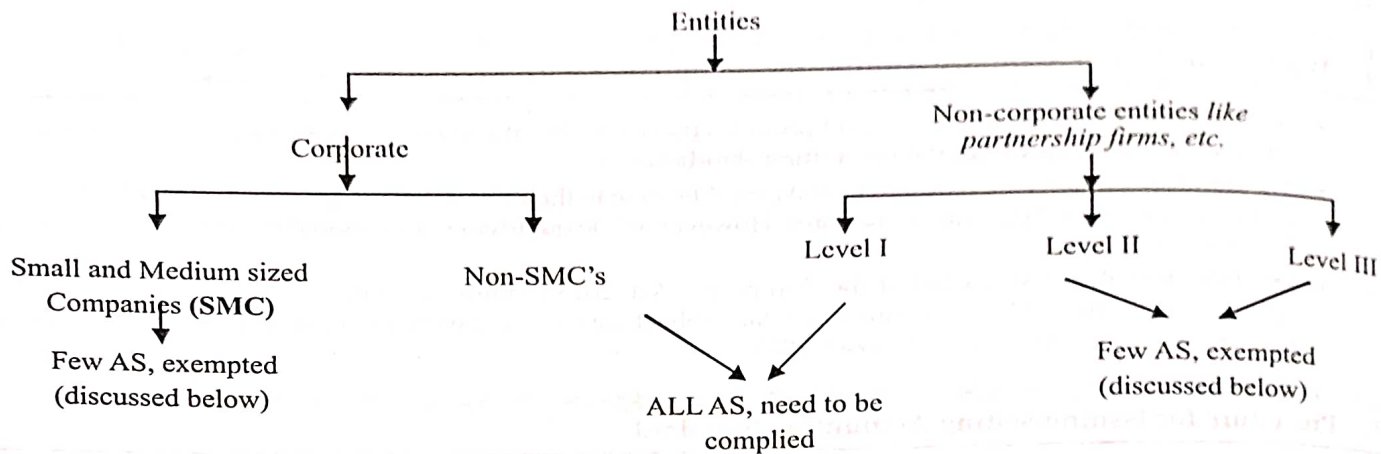 Entities
Corporate
Non-corporate entities like
partnership firms, etc.
Small and Medium sized
Companies (SMC)
Non-SMC's
Level I
Level II
Level III
Few AS, exempted
(discussed below)
ALL AS, need to be
complied
Few AS, exempted
(discussed below)